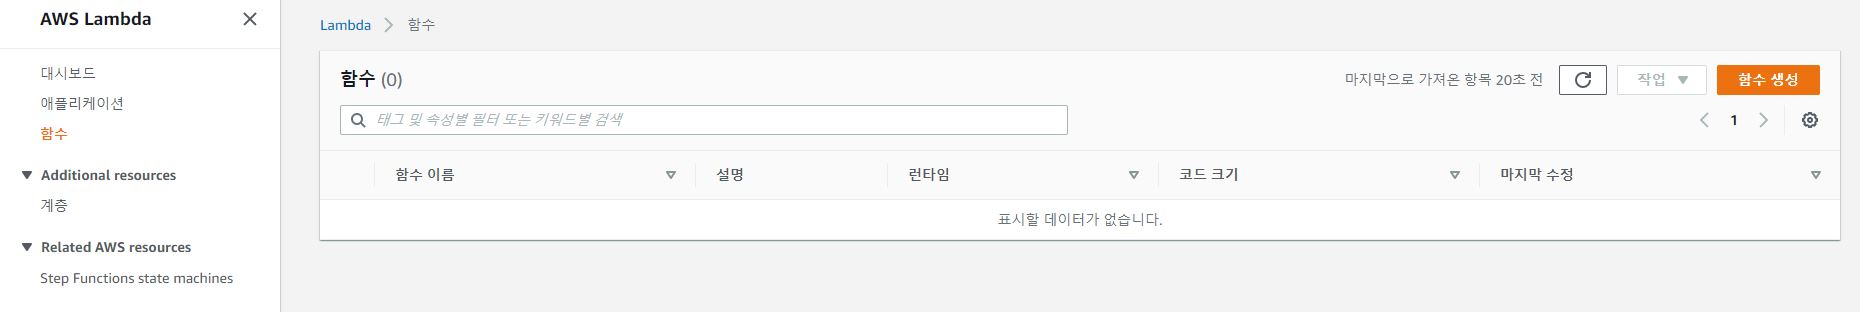 AWS Lambda
대시보드
애플리케이션
함수
Additional resources
계층
Related AWS resources
Step Functions state machines
Lambda 함수
함수 (0)
마지막으로 가져온 항목 20초 전
작업
함수 생성
태그 및 속성별 필터 또는 키워드별 검색
1
함수 이름 설명 런타임 코드 크기 마지막 수정
표시할 데이터가 없습니다.